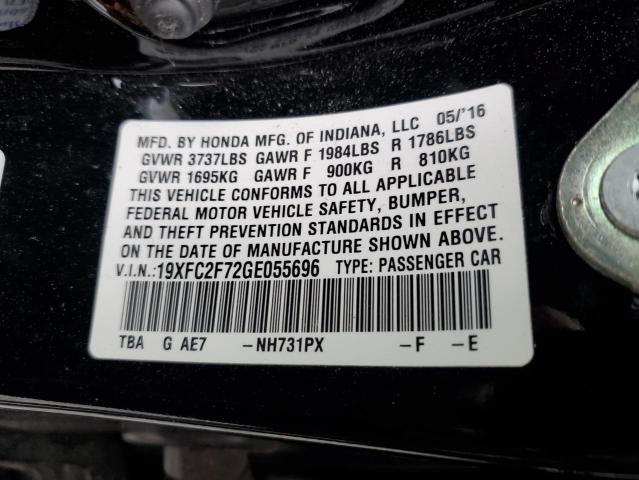 MFD. BY HONDA MFG. OF INDIANA, LLC 05/'16
GVWR 3737LBS GAWR F 1984LBS R 1786LBS
GVWR 1695KG GAWR F 900KG R 810KG
THIS VEHICLE CONFORMS TO ALL APPLICABLE
FEDERAL MOTOR VEHICLE SAFETY, BUMPER,
AND THEFT PREVENTION STANDARDS IN EFFECT
ON THE DATE OF MANUFACTURE SHOWN ABOVE.
V.I.N.:19XFC2F72GE055696 TYPE: PASSENGER CAR
TBA G AE7 -NH731PX -F -E